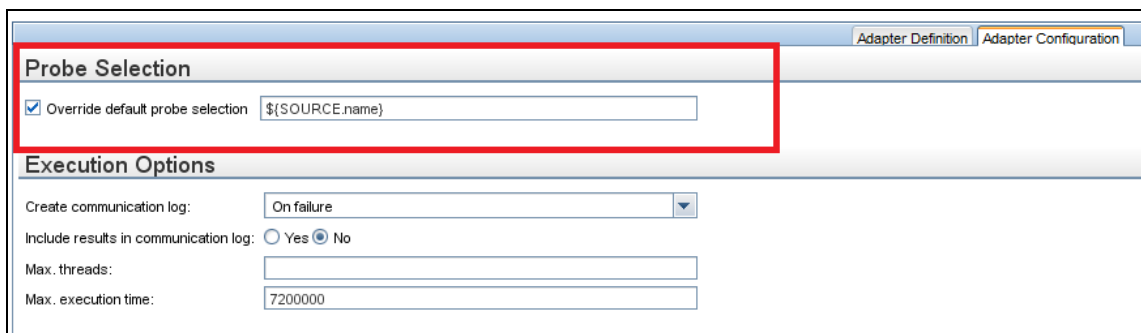 Adapter Definition Adapter Configuration
Probe Selection
Override default probe selection ${SOURCE.name}
Execution Options
Create communication log: On failure
Include results in communication log: Yes No
Max. threads:
Max. execution time: 7200000